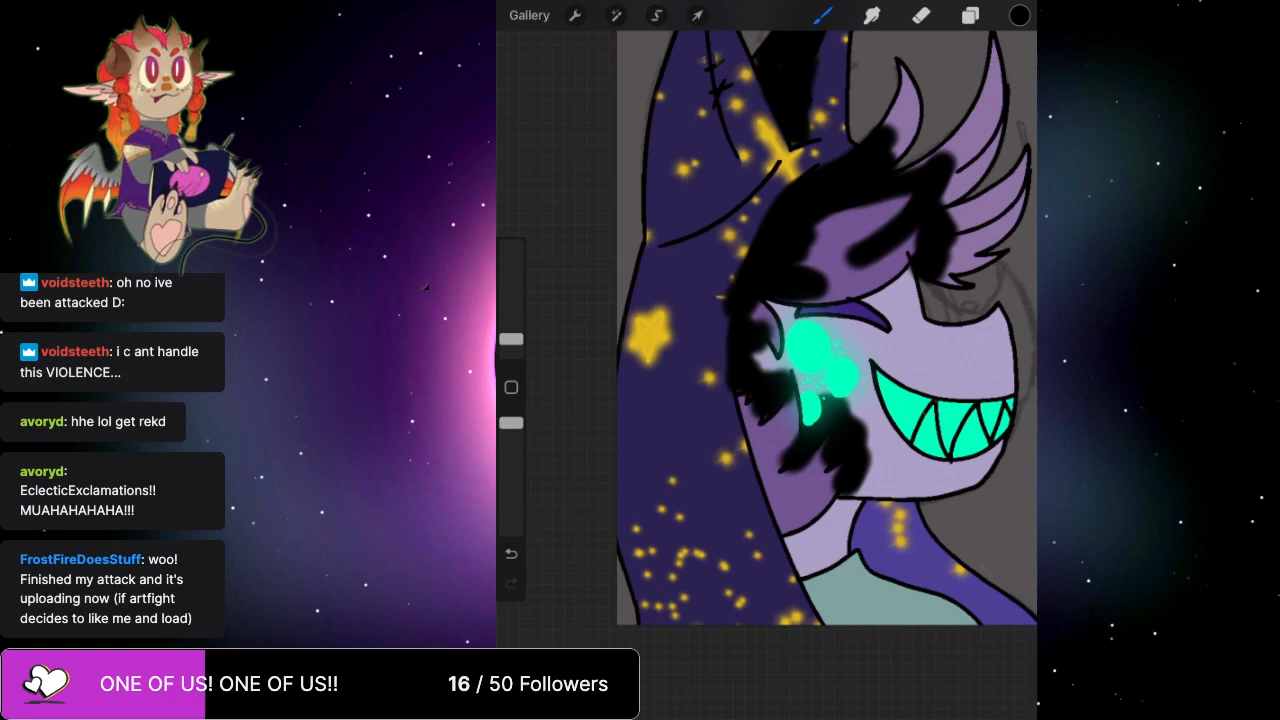 Gallery
voidsteeth: oh no ive
been attacked D:
voidsteeth: i c ant handle
this VIOLENCE...
avoryd: hhe lol get rekd
avoryd:
EclecticExclamations!!
MUAHAHAHAHA!!!
FrostFireDoesStuff: woo!
Finished my attack and it's
uploading now (if artfight
decides to like me and load)
ONE OF US! ONE OF US!!
16 / 50 Followers